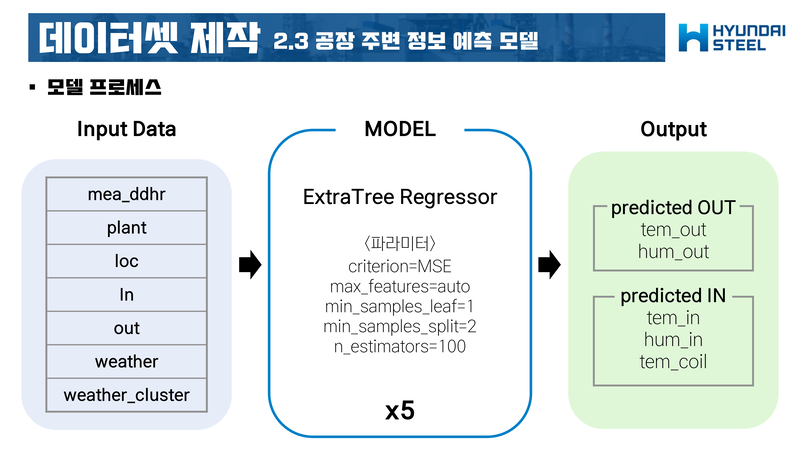 데이터셋 제작 2.3 공장 주변 정보 예측 모델
HYUNDAI
STEEL
▪ 모델 프로세스
Input Data
mea_ddhr
plant
loc
In
out
weather
weather_cluster
MODEL
ExtraTree Regressor
<파라미터>
criterion=MSE
max_features=auto
min_samples_leaf=1
min_samples_split=2
n_estimators=100
x5
Output
predicted OUT
tem_out
hum_out
predicted IN
tem_in
hum_in
tem_coil